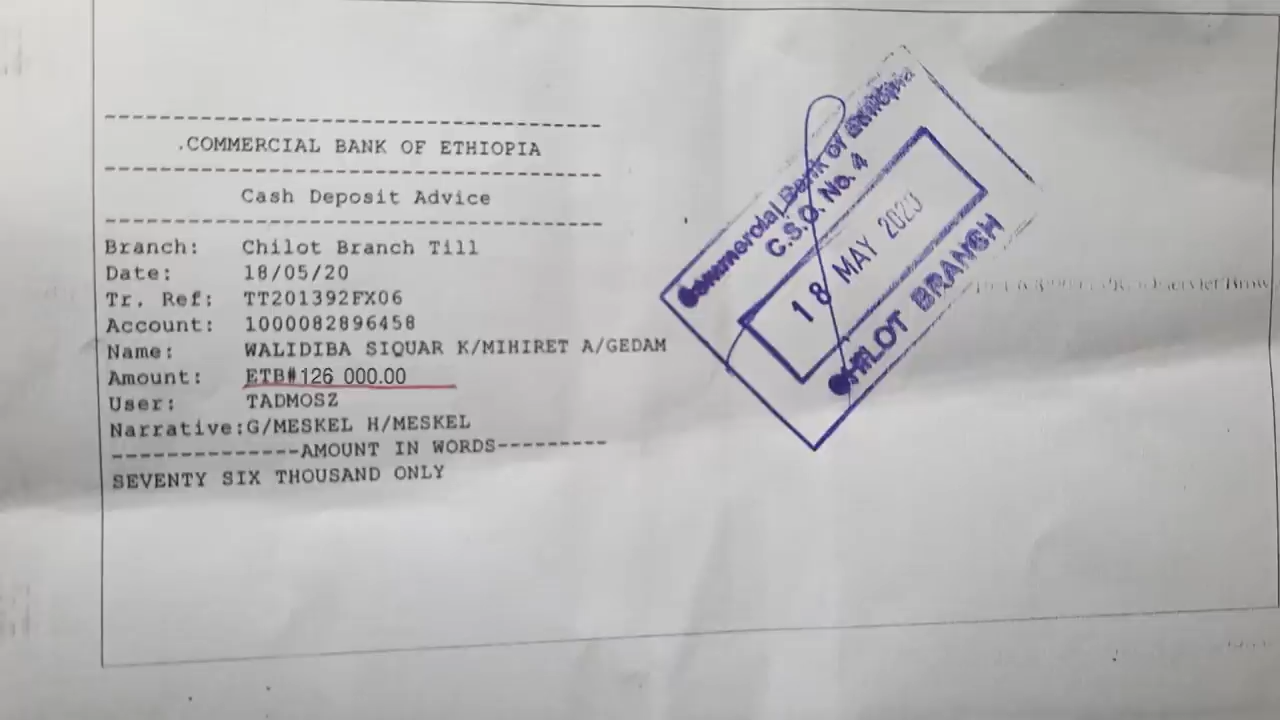 .COMMERCIAL BANK OF ETHIOPIA
Cash Deposit Advice
Branch: Chilot Branch Till
Date: 18/05/20
Tr. Ref: TT201392FX06
Account: 1000082896458
Name: WALIDIBA SIQUAR K/MIHIRET A/GEDAM
Amount: ETB#126 000.00
User: TADMOSZ
Narrative:G/MESKEL H/MESKEL
--------------AMOUNT IN WORDS---------
SEVENTY SIX THOUSAND ONLY
Commercial Bank of Ethiopia
C.S.O. No. 4
18 MAY 2020
CHILOT BRANCH